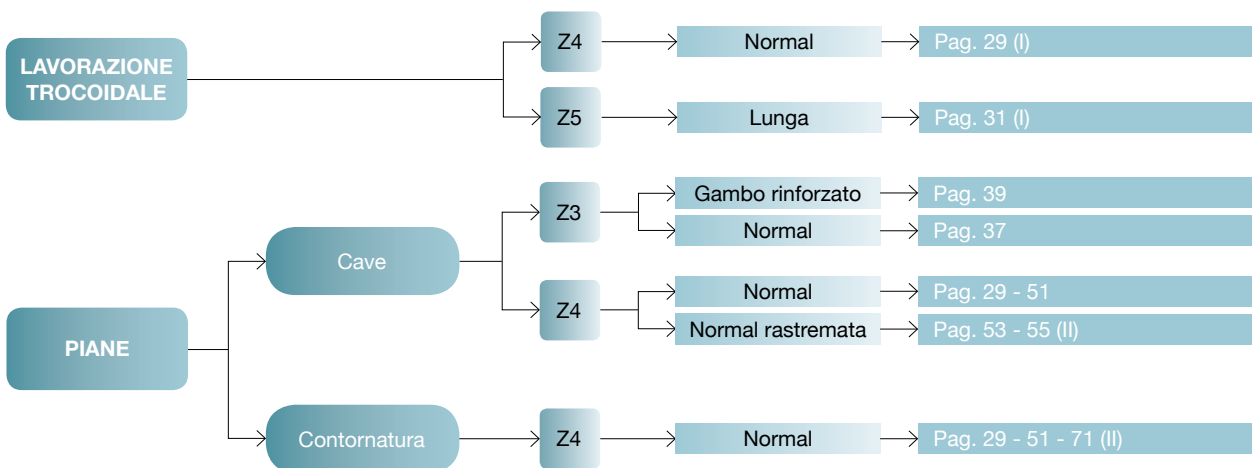 LAVORAZIONE
TROCOIDALE
Z4
Normal
Pag. 29 (I)
Z5
Lunga
Pag. 31 (I)
PIANE
Cave
Z3
Gambo rinforzato
Pag. 39
Normal
Pag. 37
Z4
Normal
Pag. 29 - 51
Normal rastremata
Pag. 53 - 55 (II)
Contornatura
Z4
Normal
Pag. 29 - 51 - 71 (II)